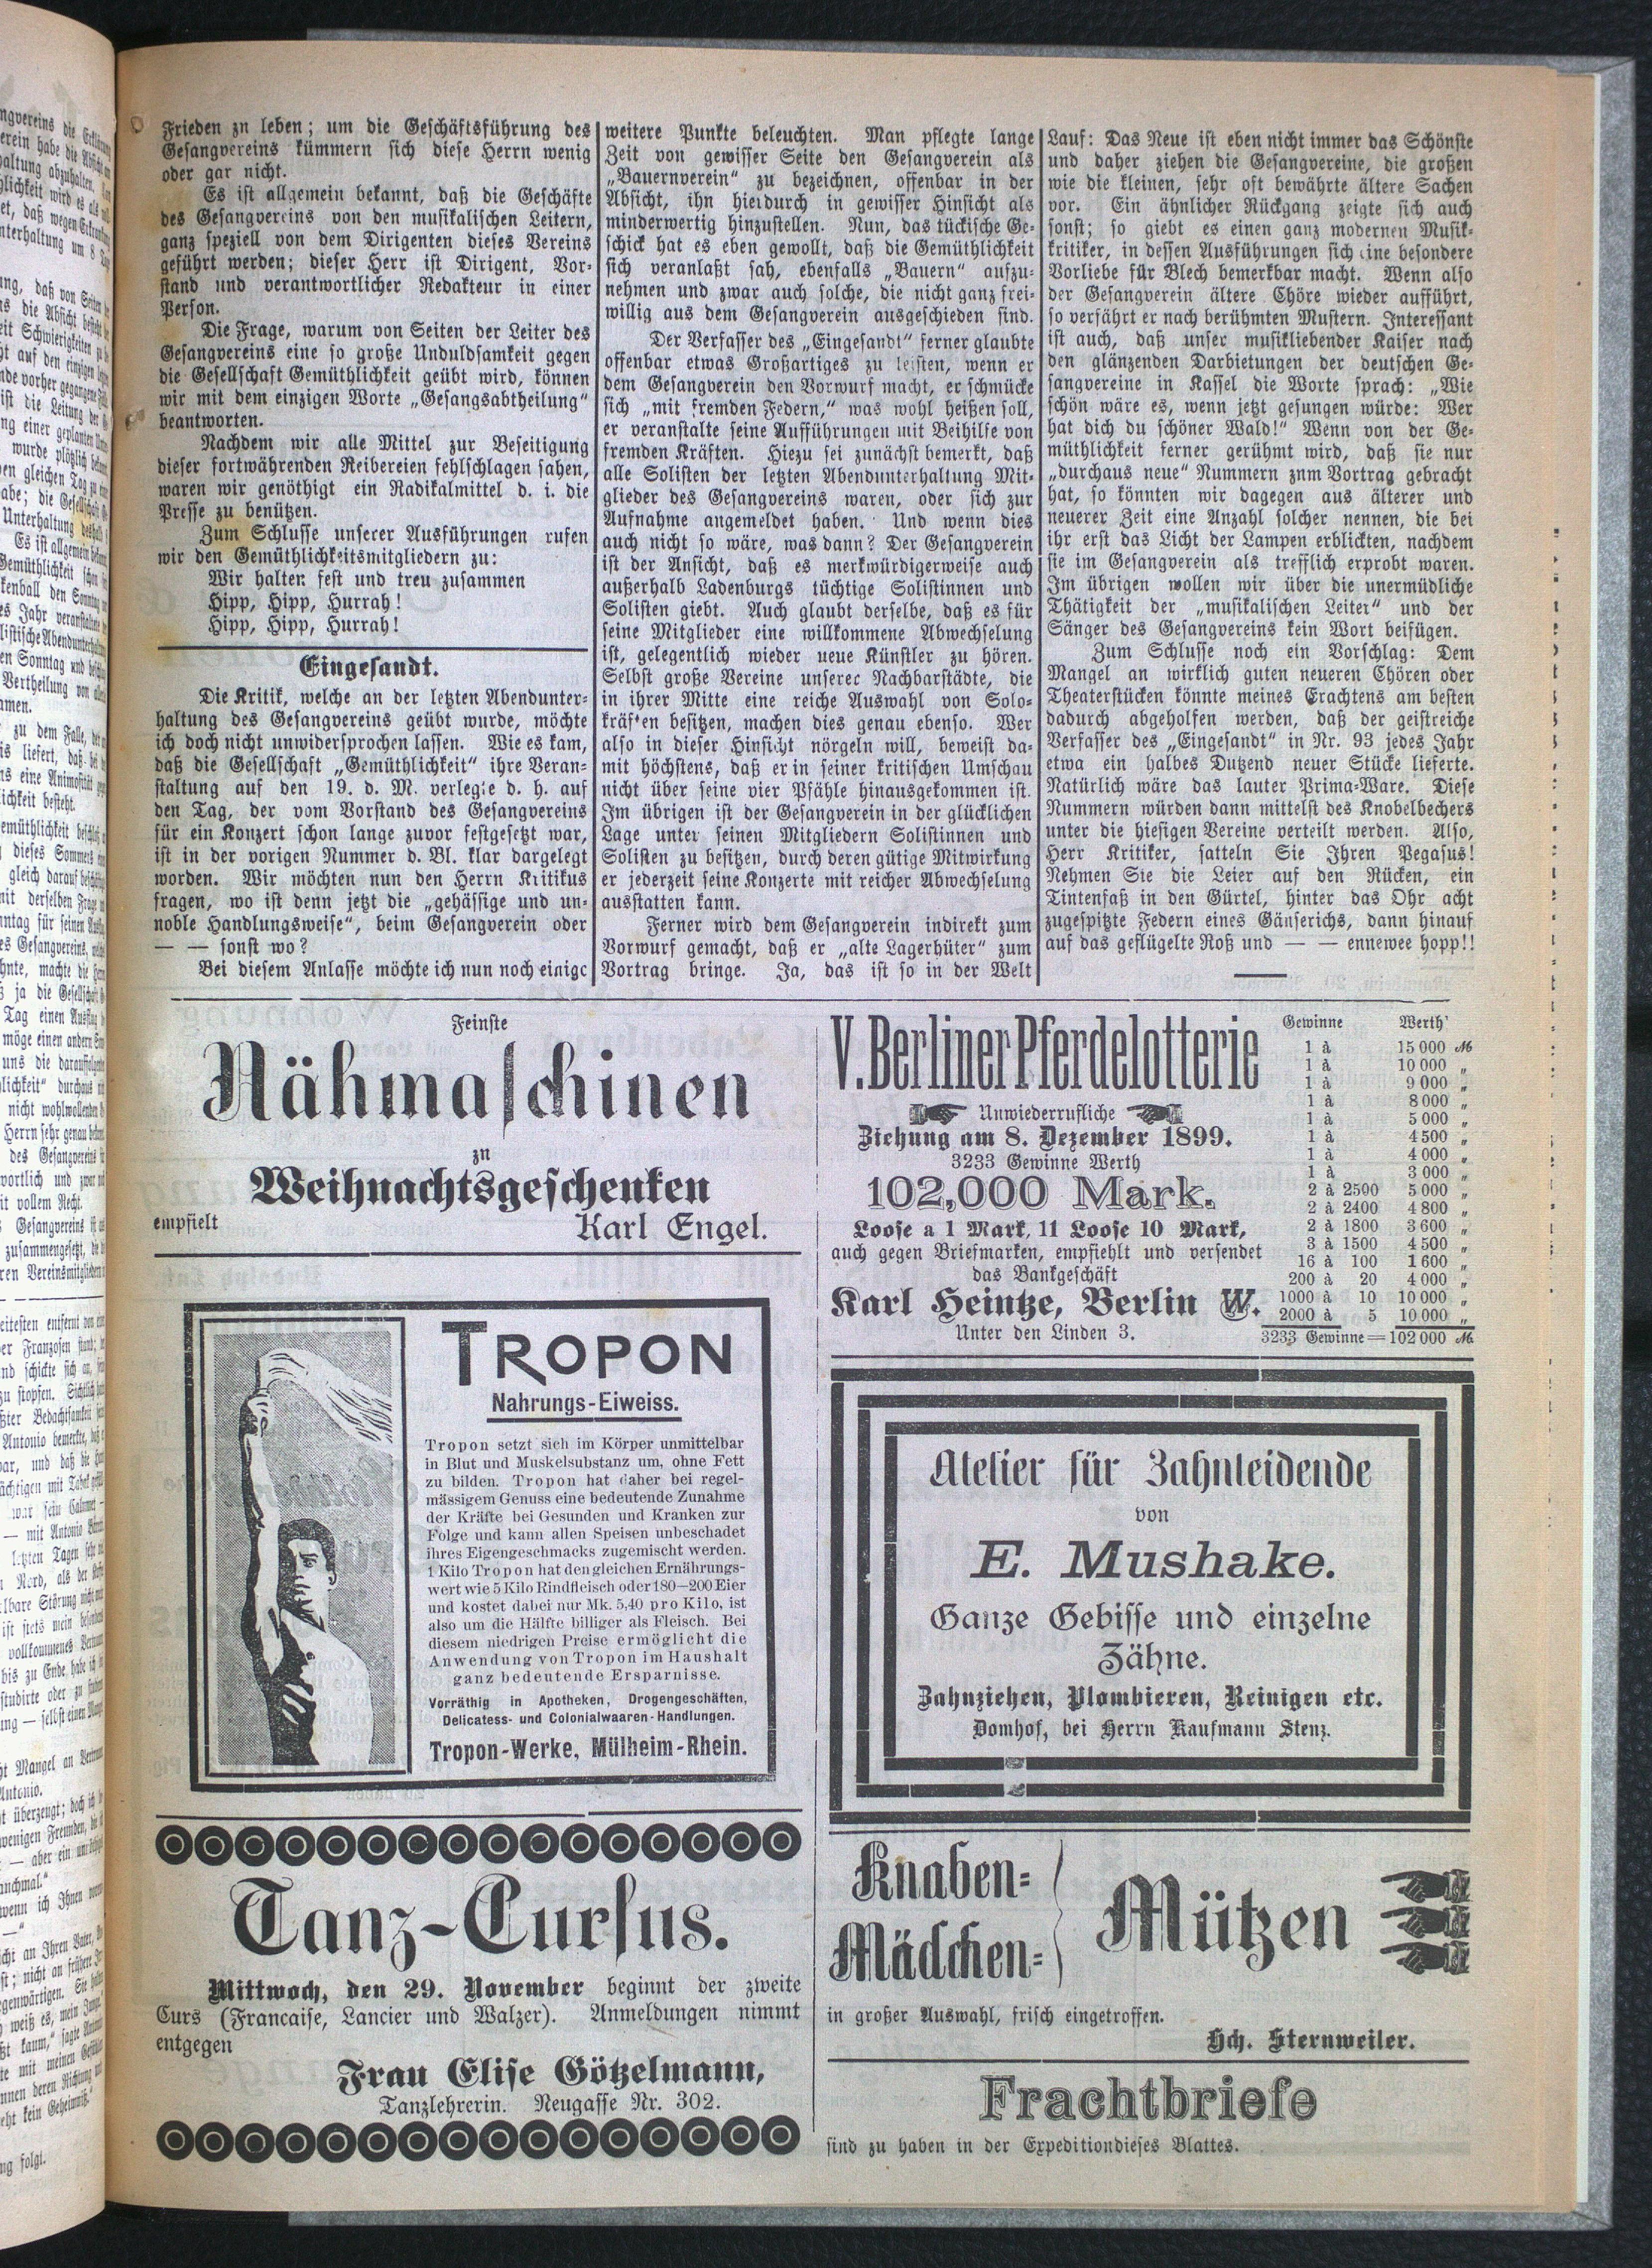 Frieden zu leben; um die Geschäftsführung des
Gesangvereins kümmern sich diese Herrn wenig
oder gar nicht.
Es ist allgemein bekannt, daß die Geschäfte
des Gesangvereins von den musikalischen Leitern,
ganz speziell von dem Dirigenten dieses Vereins
geführt werden; dieser Herr ist Dirigent, Vor-
stand und verantwortlicher Redakteur in einer
Person.
Die Frage, warum von Seiten der Leiter des
Gesangvereins eine so große Unduldsamkeit gegen
die Gesellschaft Gemüthlichkeit geübt wird, können
wir mit dem einzigen Worte „Gesangsabtheilung"
beantworten.
Nachdem wir alle Mittel zur Beseitigung
dieser fortwährenden Reibereien fehlschlagen sahen,
waren wir genöthigt ein Radikalmittel d. i. die
Presse zu benützen.
Zum Schlusse unserer Ausführungen rufen
wir den Gemüthlichkeitsmitgliedern zu:
Wir halten fest und treu zusammen
Hipp, Hipp, Hurrah!
Hipp, Hipp, Hurrah!
Eingesandt.
Die Kritik, welche an der letzten Abendunter-
haltung des Gesangvereins geübt wurde, möchte
ich doch nicht unwidersprochen lassen. Wie es kam,
daß die Gesellschaft „Gemüthlichkeit" ihre Veran-
staltung auf den 19. d. M. verlegte d. h. auf
den Tag, der vom Vorstand des Gesangvereins
für ein Konzert schon lange zuvor festgesetzt war,
ist in der vorigen Nummer d. Bl. klar dargelegt
worden. Wir möchten nun den Herrn Kritikus
fragen, wo ist denn jetzt die „gehässige und un-
noble Handlungsweise", beim Gesangverein oder
— — sonst wo?
Bei diesem Anlasse möchte ich nun noch einige
weitere Punkte beleuchten. Man pflegte lange
Zeit von gewisser Seite den Gesangverein als
„Bauernverein" zu bezeichnen, offenbar in der
Absicht, ihn hierdurch in gewisser Hinsicht als
minderwertig hinzustellen. Nun, das tückische Ge-
schick hat es eben gewollt, daß die Gemüthlichkeit
sich veranlaßt sah, ebenfalls „Bauern" aufzu-
nehmen und zwar auch solche, die nicht ganz frei-
willig aus dem Gesangverein ausgeschieden sind.
Der Verfasser des „Eingesandt" ferner glaubte
offenbar etwas Großartiges zu leisten, wenn er
dem Gesangverein den Vorwurf macht, er schmücke
sich „mit fremden Federn," was wohl heißen soll,
er veranstalte seine Aufführungen mit Beihilfe von
fremden Kräften. Hiezu sei zunächst bemerkt, daß
alle Solisten der letzten Abendunterhaltung Mit-
glieder des Gesangvereins waren, oder sich zur
Aufnahme angemeldet haben. Und wenn dies
auch nicht so wäre, was dann? Der Gesangverein
ist der Ansicht, daß es merkwürdigerweise auch
außerhalb Ladenburgs tüchtige Solistinnen und
Solisten giebt. Auch glaubt derselbe, daß es für
seine Mitglieder eine willkommene Abwechselung
ist, gelegentlich wieder neue Künstler zu hören.
Selbst große Vereine unserer Nachbarstädte, die
in ihrer Mitte eine reiche Auswahl von Solo-
kräften besitzen, machen dies genau ebenso. Wer
also in dieser Hinsicht nörgeln will, beweist da-
mit höchstens, daß er in seiner kritischen Umschau
nicht über seine vier Pfähle hinausgekommen ist.
Im übrigen ist der Gesangverein in der glücklichen
Lage unter seinen Mitgliedern Solistinnen und
Solisten zu besitzen, durch deren gütige Mitwirkung
er jederzeit seine Konzerte mit reicher Abwechselung
ausstatten kann.
Ferner wird dem Gesangverein indirekt zum
Vorwurf gemacht, daß er „alte Lagerhüter" zum
Vortrag bringe. Ja, das ist so in der Welt
Lauf: Das Neue ist eben nicht immer das Schönste
und daher ziehen die Gesangvereine, die großen
wie die kleinen, sehr oft bewährte ältere Sachen
vor. Ein ähnlicher Rückgang zeigte sich auch
sonst; so giebt es einen ganz modernen Musik-
kritiker, in dessen Ausführungen sich eine besondere
Vorliebe für Blech bemerkbar macht. Wenn also
der Gesangverein ältere Chöre wieder aufführt,
so verfährt er nach berühmten Mustern. Interessant
ist auch, daß unser musikliebender Kaiser nach
den glänzenden Darbietungen der deutschen Ge-
sangvereine in Kassel die Worte sprach: „Wie
schön wäre es, wenn jetzt gesungen würde: Wer
hat dich du schöner Wald!" Wenn von der Ge-
müthlichkeit ferner gerühmt wird, daß sie nur
„durchaus neue" Nummern zum Vortrag gebracht
hat, so könnten wir dagegen aus älterer und
neuerer Zeit eine Anzahl solcher nennen, die bei
ihr erst das Licht der Lampen erblickten, nachdem
sie im Gesangverein als trefflich erprobt waren.
Im übrigen wollen wir über die unermüdliche
Thätigkeit der „musikalischen Leiter" und der
Sänger des Gesangvereins kein Wort beifügen.
Zum Schlusse noch ein Vorschlag: Dem
Mangel an wirklich guten neueren Chören oder
Theaterstücken könnte meines Erachtens am besten
dadurch abgeholfen werden, daß der geistreiche
Verfasser des „Eingesandt" in Nr. 93 jedes Jahr
etwa ein halbes Dutzend neuer Stücke lieferte.
Natürlich wäre das lauter Prima-Ware. Diese
Nummern würden dann mittelst des Knobelbechers
unter die hiesigen Vereine verteilt werden. Also,
Herr Kritiker, satteln Sie Ihren Pegasus!
Nehmen Sie die Leier auf den Rücken, ein
Tintenfaß in den Gürtel, hinter das Ohr acht
zugespitzte Federn eines Gänserichs, dann hinauf
auf das geflügelte Roß und — — ennewee hopp!!
Feinste
Nähmaschinen
zu
Weihnachtsgeschenken
empfielt Karl Engel.
TROPON
Nahrungs-Eiweiss.
Tropon setzt sich im Körper unmittelbar
in Blut und Muskelsubstanz um, ohne Fett
zu bilden. Tropon hat daher bei regel-
mässigem Genuss eine bedeutende Zunahme
der Kräfte bei Gesunden und Kranken zur
Folge und kann allen Speisen unbeschadet
ihres Eigengeschmacks zugemischt werden.
1 Kilo Tropon hat den gleichen Ernährungs-
wert wie 5 Kilo Rindfleisch oder 180—200 Eier
und kostet dabei nur Mk. 5,40 pro Kilo, ist
also um die Hälfte billiger als Fleisch. Bei
diesem niedrigen Preise ermöglicht die
Anwendung von Tropon im Haushalt
ganz bedeutende Ersparnisse.
Vorräthig in Apotheken, Drogengeschäften,
Delicatess- und Colonialwaaren-Handlungen.
Tropon-Werke, Mülheim-Rhein.
Tanz-Cursus.
Mittwoch, den 29. November beginnt der zweite
Curs (Francaise, Lancier und Walzer). Anmeldungen nimmt
entgegen
Frau Elise Götzelmann,
Tanzlehrerin. Neugasse Nr. 302.
V. Berliner Pferdelotterie
Unwiederrufliche
Ziehung am 8. Dezember 1899.
3233 Gewinne Werth
102,000 Mark.
Loose a 1 Mark, 11 Loose 10 Mark,
auch gegen Briefmarken, empfiehlt und versendet
das Bankgeschäft
Karl Heintze, Berlin W.
Unter den Linden 3.
Gewinne Werth
1 à 15 000 M
1 à 10 000 „
1 à 9 000 „
1 à 8 000 „
1 à 5 000 „
1 à 4 500 „
1 à 4 000 „
1 à 3 000 „
2 à 2500 5 000 „
2 à 2400 4 800 „
2 à 1800 3 600 „
3 à 1500 4 500 „
16 à 100 1 600 „
200 à 20 4 000 „
1000 à 10 10 000 „
2000 à 5 10 000 „
3233 Gewinne = 102 000 M.
Atelier für Zahnleidende
von
E. Mushake.
Ganze Gebisse und einzelne
Zähne.
Zahnziehen, Plombieren, Reinigen etc.
Domhof, bei Herrn Kaufmann Stenz.
Knaben-
Mädchen-
Mützen
in großer Auswahl, frisch eingetroffen.
Hch. Sternweiler.
Frachtbriefe
sind zu haben in der Expeditiondieses Blattes.